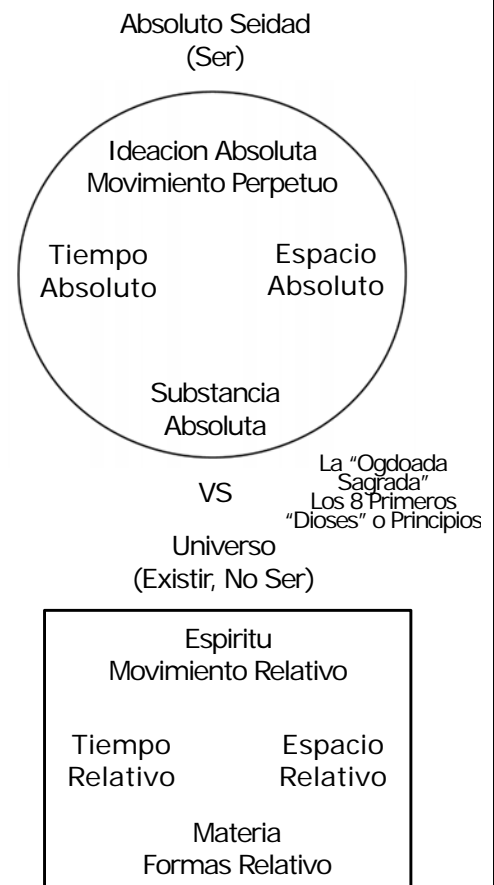 Absoluto Seidad
(Ser)
Ideacion Absoluta
Movimiento Perpetuo
Tiempo
Absoluto
Espacio
Absoluto
Substancia
Absoluta
VS
La "Ogdoada
Sagrada"
Los 8 Primeros
"Dioses" o Principios
Universo
(Existir, No Ser)
Espiritu
Movimiento Relativo
Tiempo
Relativo
Espacio
Relativo
Materia
Formas Relativo